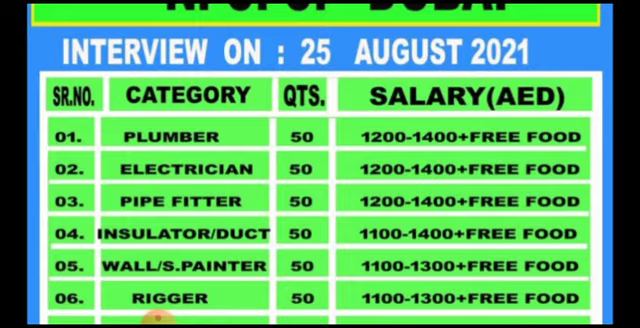 INTERVIEW ON : 25 AUGUST 2021
SR.NO. CATEGORY QTS. SALARY(AED)
01. PLUMBER 50 1200-1400+FREE FOOD
02. ELECTRICIAN 50 1200-1400+FREE FOOD
03. PIPE FITTER 50 1200-1400+FREE FOOD
04. INSULATOR/DUCT 50 1100-1400+FREE FOOD
05. WALL/S.PAINTER 50 1100-1300+FREE FOOD
06. RIGGER 50 1100-1300+FREE FOOD